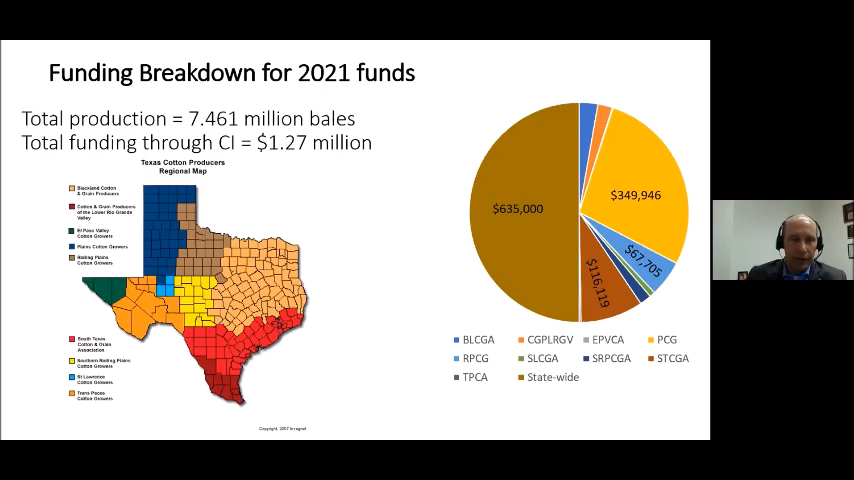 Funding Breakdown for 2021 funds
Total production = 7.461 million bales
Total funding through CI = $1.27 million
Texas Cotton Producers
Regional Map
Blackland Cotton
& Grain Producers
Cotton & Grain Producers
of the Lower Rio Grande
Valley
El Paso Valley
Cotton Growers
Plains Cotton Growers
Rolling Plains
Cotton Growers
South Texas
Cotton & Grain
Association
Southern Rolling Plains
Cotton Growers
St Lawrence
Cotton Growers
Trans Pecos
Cotton Growers
Copyright, 2007
$635,000
$349,946
$67,705
$116,119
BLCGA CGPLRGV EPVCA PCG
RPCG SLCGA SRPCGA STCGA
TPCA State-wide